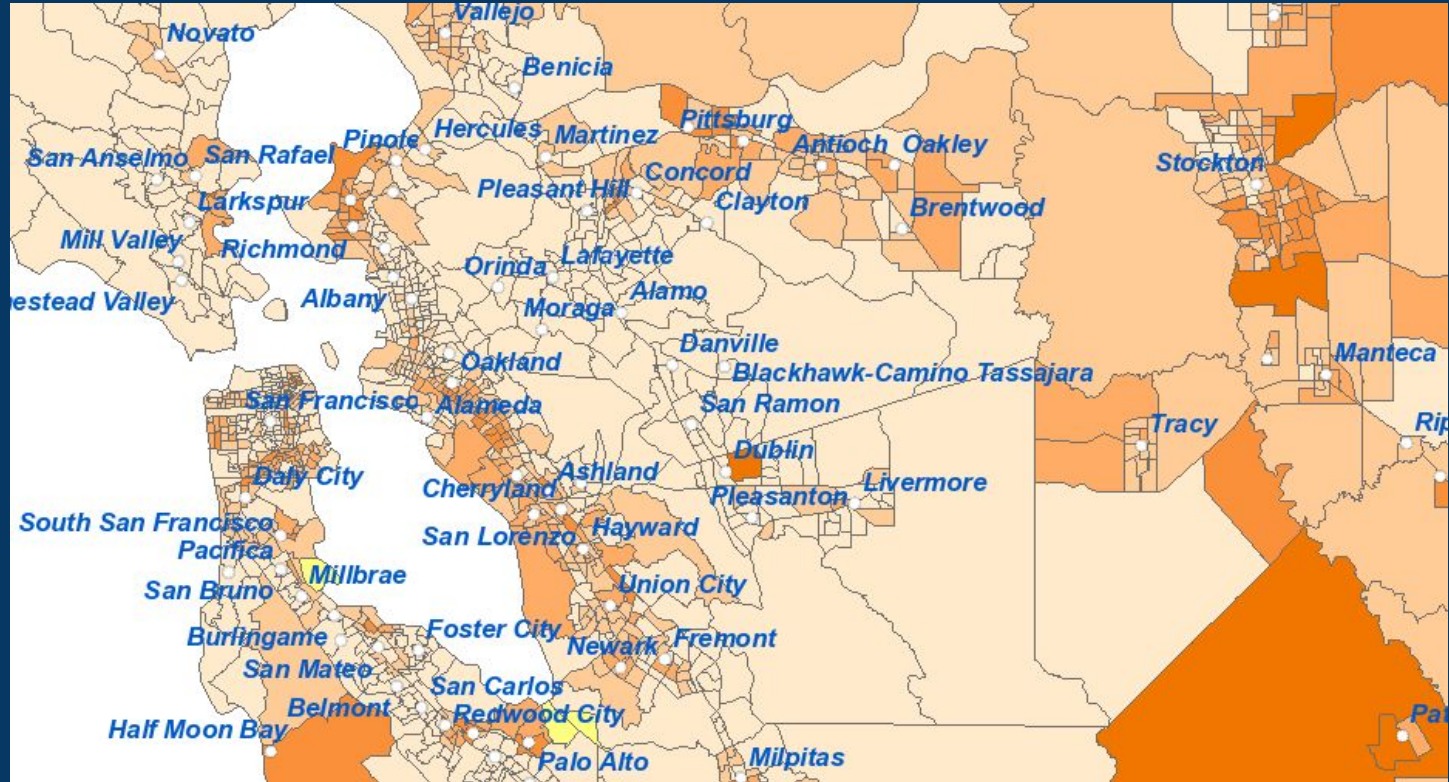 Vallejo
Novato
Benicia
Pinole
Hercules
Martinez
Pittsburg
Antioch
Oakley
San Anselmo
San Rafael
Stockton
Concord
Pleasant Hill
Clayton
Larkspur
Brentwood
Mill Valley
Richmond
Orinda
Lafayette
Albany
Alamo
estead Valley
Moraga
Danville
Manteca
Oakland
Blackhawk-Camino Tassajara
San Francisco
Alameda
San Ramon
Tracy
Rip
Dublin
Daly City
Cherryland
Ashland
Livermore
Pleasanton
South San Francisco
San Lorenzo
Hayward
Pacifica
Millbrae
San Bruno
Union City
Burlingame
Foster City
Newark
Fremont
San Mateo
San Carlos
Belmont
Redwood City
Half Moon Bay
Pat
Palo Alto
Milpitas